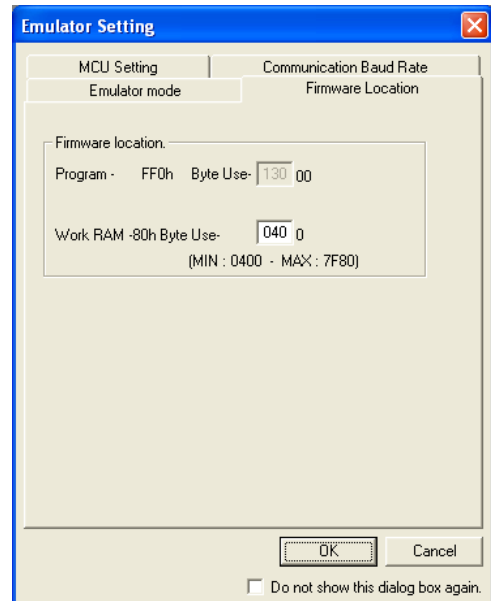 Emulator Setting
MCU Setting Communication Baud Rate
Emulator mode Firmware Location
Firmware location.
Program - FF0h Byte Use- 130 00
Work RAM -80h Byte Use- 040 0
(MIN : 0400 - MAX : 7F80)
OK Cancel
Do not show this dialog box again.